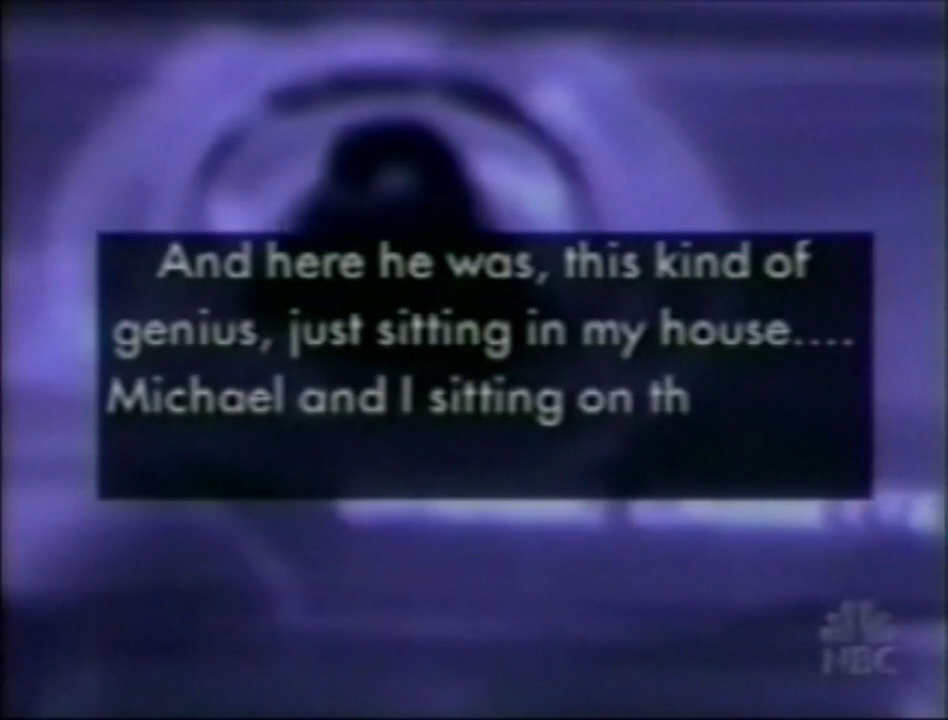 And here he was, this kind of
genius, just sitting in my house....
Michael and I sitting on th
NBC